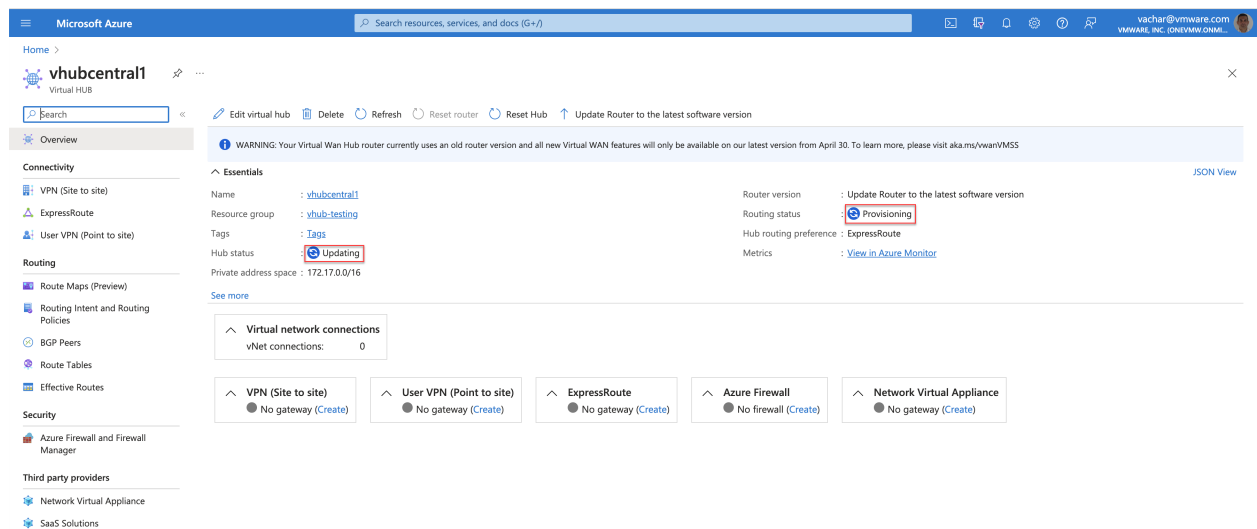 Microsoft Azure
Search resources, services, and docs (G+/)
vachar@vmware.com
VMWARE, INC. (ONEVMW.ONMI...
Home >
vhubcentral1
...
Virtual HUB
Search
«
Edit virtual hub
Delete
Refresh
Reset router
Reset Hub
Update Router to the latest software version
Overview
WARNING: Your Virtual Wan Hub router currently uses an old router version and all new Virtual WAN features will only be available on our latest version from April 30. To learn more, please visit aka.ms/vwanVMSS
Connectivity
VPN (Site to site)
ExpressRoute
User VPN (Point to site)
Routing
Route Maps (Preview)
Routing Intent and Routing
Policies
BGP Peers
Route Tables
Effective Routes
Security
Azure Firewall and Firewall
Manager
Third party providers
Network Virtual Appliance
SaaS Solutions
Essentials
JSON View
Name : vhubcentral1
Resource group : vhub-testing
Tags : Tags
Hub status : Updating
Private address space : 172.17.0.0/16
Router version : Update Router to the latest software version
Routing status : Provisioning
Hub routing preference : ExpressRoute
Metrics : View in Azure Monitor
See more
Virtual network connections
vNet connections: 0
VPN (Site to site)
No gateway (Create)
User VPN (Point to site)
No gateway (Create)
ExpressRoute
No gateway (Create)
Azure Firewall
No firewall (Create)
Network Virtual Appliance
No gateway (Create)